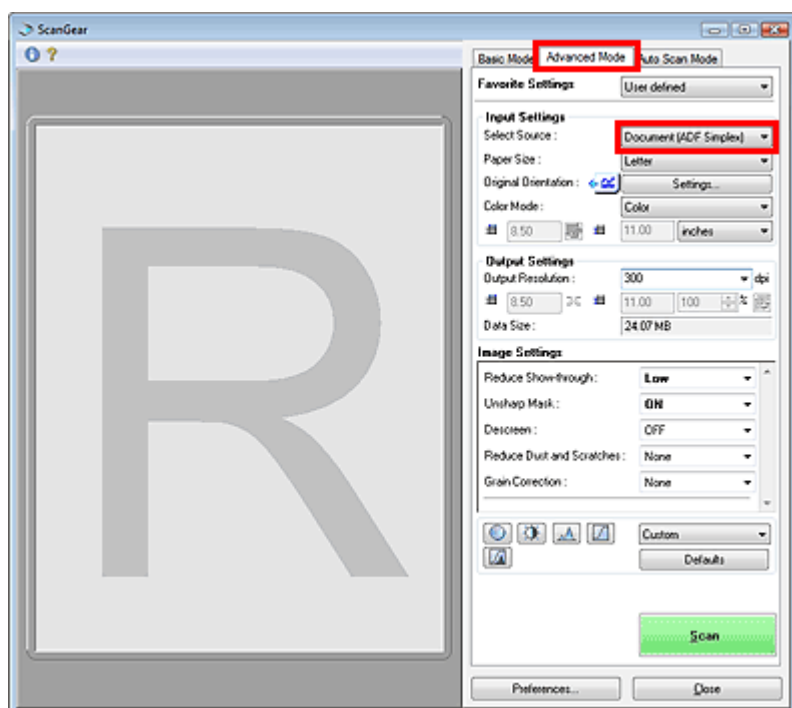 ScanGear
Basic Mode Advanced Mode Auto Scan Mode
Favorite Settings User defined
Input Settings
Select Source : Document (ADF Simplex)
Paper Size : Letter
Original Orientation : Settings...
Color Mode : Color
8.50 11.00 inches
Output Settings
Output Resolution : 300 dpi
8.50 11.00 100 %
Data Size : 24.07 MB
Image Settings
Reduce Show-through : Low
Unsharp Mask : ON
Descreen : OFF
Reduce Dust and Scratches : None
Grain Correction : None
Custom
Defaults
Scan
Preferences... Close
R